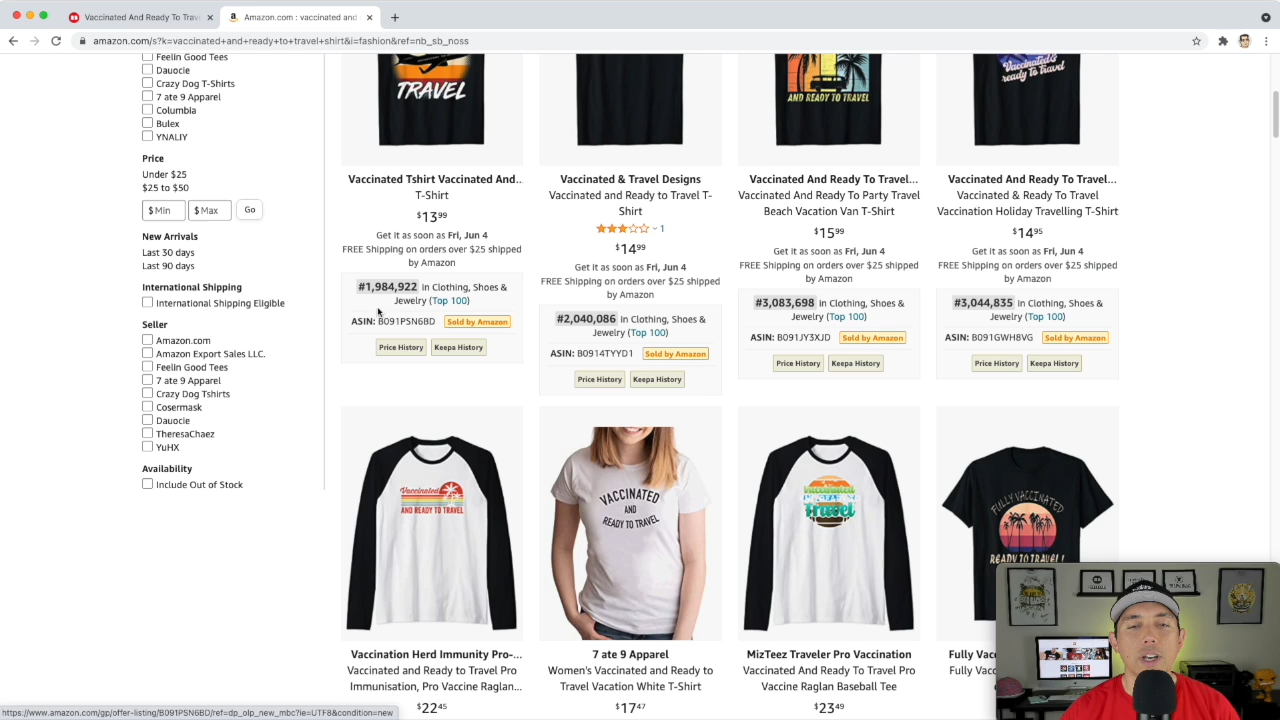 Vaccinated And Ready To Trav
Amazon.com : vaccinated and
amazon.com/s?k=vaccinated+and+ready+to+travel+shirt&i=fashion&ref=nb_sb_noss
Feelin Good Tees
Dauocie
Crazy Dog T-Shirts
7 ate 9 Apparel
Columbia
Bulex
YNALIY
Price
Under $25
$25 to $50
$ Min
$ Max
Go
New Arrivals
Last 30 days
Last 90 days
International Shipping
International Shipping Eligible
Seller
Amazon.com
Amazon Export Sales LLC.
Feelin Good Tees
7 ate 9 Apparel
Crazy Dog Tshirts
Cosermask
Dauocie
TheresaChaez
YuHX
Availability
Include Out of Stock
TRAVEL
Vaccinated Tshirt Vaccinated And...
T-Shirt
$13.99
Get it as soon as Fri, Jun 4
FREE Shipping on orders over $25 shipped
by Amazon
#1,984,922 in Clothing, Shoes &
Jewelry (Top 100)
ASIN: B091PSN6BD Sold by Amazon
Price History Keepa History
Vaccinated & Travel Designs
Vaccinated and Ready to Travel T-
Shirt
1
$14.99
Get it as soon as Fri, Jun 4
FREE Shipping on orders over $25 shipped
by Amazon
#2,040,086 in Clothing, Shoes &
Jewelry (Top 100)
ASIN: B0914TYYD1 Sold by Amazon
Price History Keepa History
AND READY TO TRAVEL
Vaccinated And Ready To Travel...
Vaccinated And Ready To Party Travel
Beach Vacation Van T-Shirt
$15.99
Get it as soon as Fri, Jun 4
FREE Shipping on orders over $25 shipped
by Amazon
#3,083,698 in Clothing, Shoes &
Jewelry (Top 100)
ASIN: B091JY3XJD Sold by Amazon
Price History Keepa History
Vaccinated &
ready to travel
Vaccinated And Ready To Travel...
Vaccinated & Ready To Travel
Vaccination Holiday Travelling T-Shirt
$14.95
Get it as soon as Fri, Jun 4
FREE Shipping on orders over $25 shipped
by Amazon
#3,044,835 in Clothing, Shoes &
Jewelry (Top 100)
ASIN: B091GWH8VG Sold by Amazon
Price History Keepa History
Vaccinated
AND READY TO TRAVEL
Vaccination Herd Immunity Pro-...
Vaccinated and Ready to Travel Pro
Immunisation, Pro Vaccine Raglan...
$22.45
VACCINATED
AND
READY TO TRAVEL
7 ate 9 Apparel
Women's Vaccinated and Ready to
Travel Vacation White T-Shirt
$17.47
Vaccinated
Travel
MizTeez Traveler Pro Vaccination
Vaccinated And Ready To Travel Pro
Vaccine Raglan Baseball Tee
$23.49
FULLY VACCINATED
READY TO TRAVEL!
Fully Vac
Fully Vacc
https://www.amazon.com/gp/offer-listing/B091PSN6BD/ref=dp_olp_new_mbc?ie=UTF8&condition=new